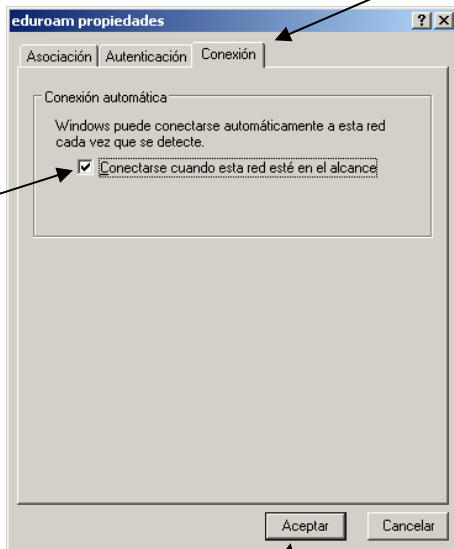 eduroam propiedades
Asociación Autenticación Conexión
Conexión automática
Windows puede conectarse automáticamente a esta red
cada vez que se detecte.
Conectarse cuando esta red esté en el alcance
Aceptar Cancelar